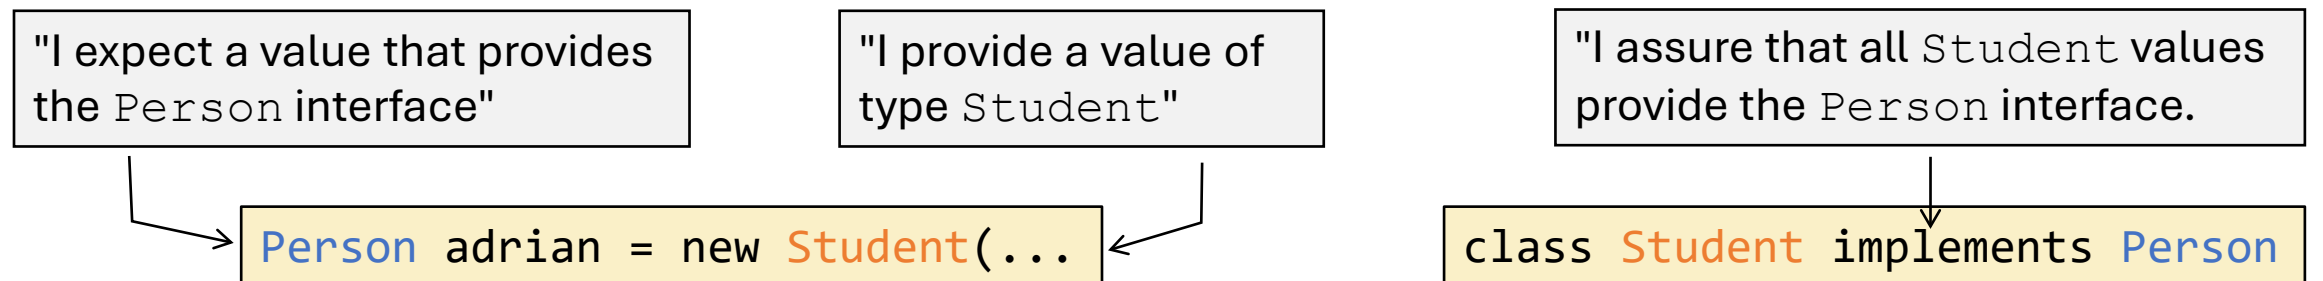 "I expect a value that provides
the Person interface"
"I provide a value of
type Student"
"I assure that all Student values
provide the Person interface.
Person adrian = new Student(...
class Student implements Person